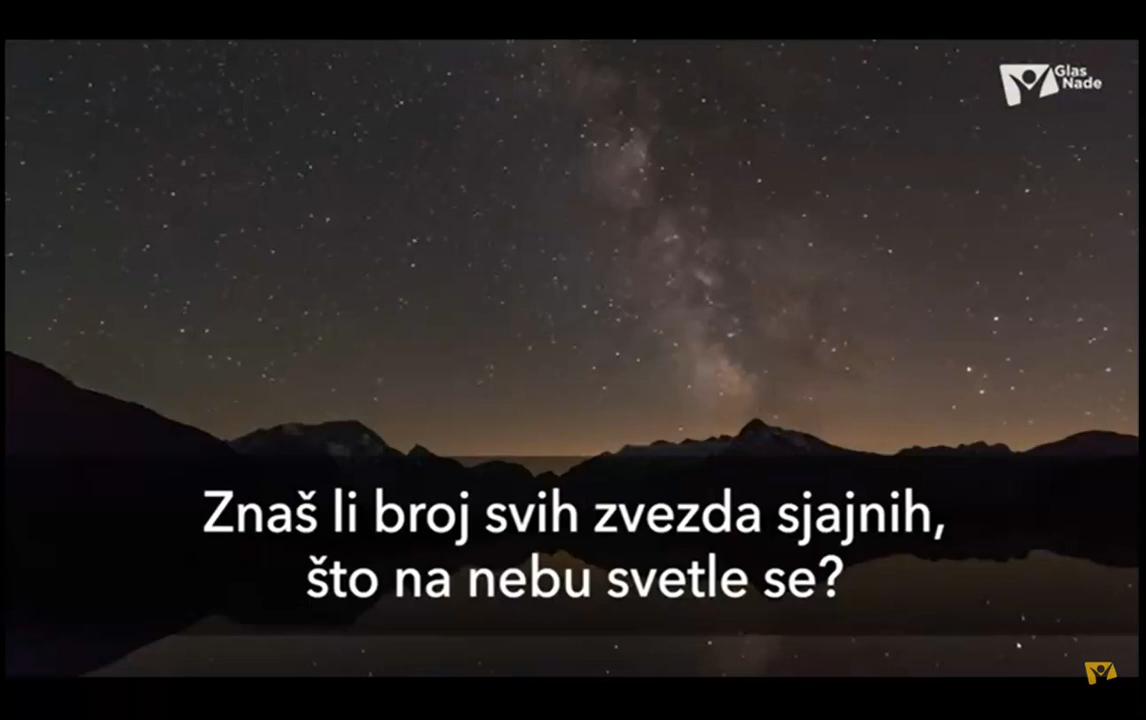 Glas
Nade
Znaš li broj svih zvezda sjajnih,
što na nebu svetle se?